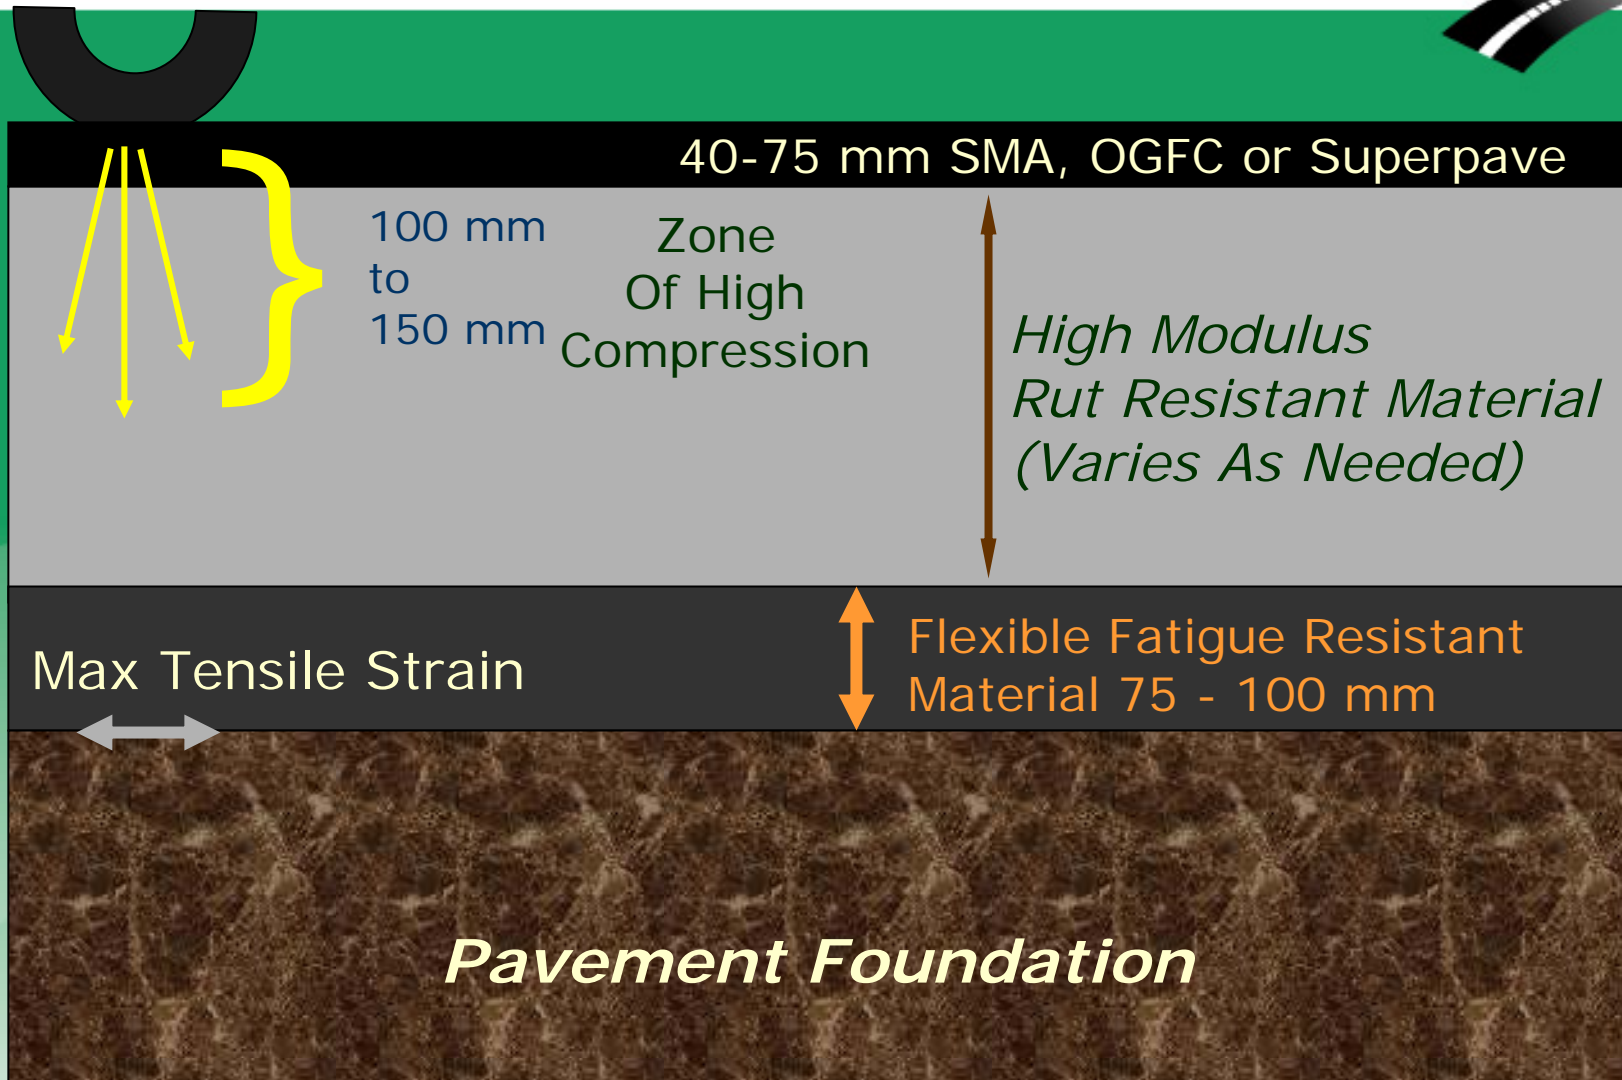 40-75 mm SMA, OGFC or Superpave
100 mm
to
150 mm
Zone
Of High
Compression
High Modulus
Rut Resistant Material
(Varies As Needed)
Max Tensile Strain
Flexible Fatigue Resistant
Material 75 - 100 mm
Pavement Foundation